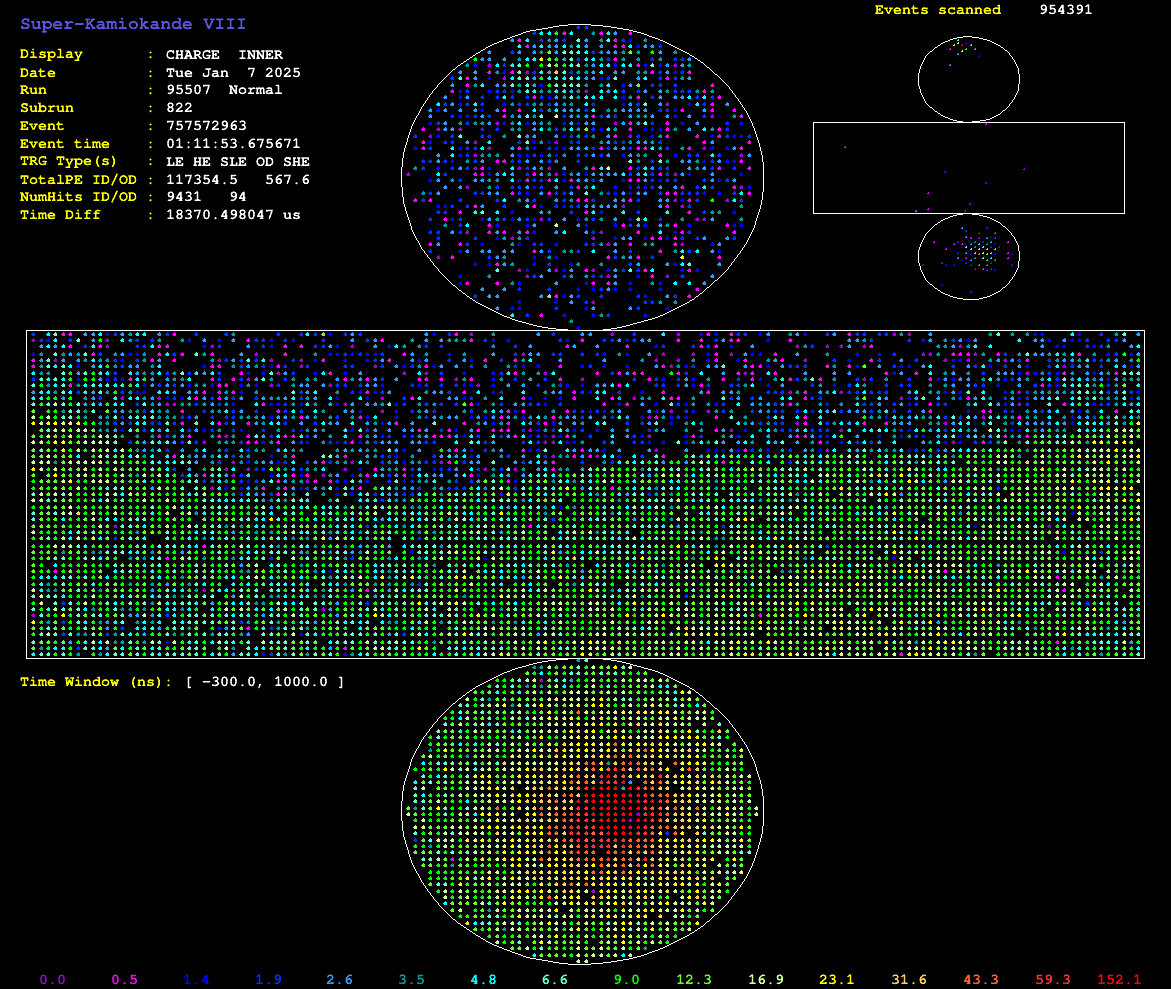 Super-Kamiokande VIII
Events scanned 954391
Display : CHARGE INNER
Date : Tue Jan 7 2025
Run : 95507 Normal
Subrun : 822
Event : 757572963
Event time : 01:11:53.675671
TRG Type(s) : LE HE SLE OD SHE
TotalPE ID/OD : 117354.5 567.6
NumHits ID/OD : 9431 94
Time Diff : 18370.498047 us
Time Window (ns): [ -300.0, 1000.0 ]
0.0 0.5 1.4 1.9 2.6 3.5 4.8 6.6 9.0 12.3 16.9 23.1 31.6 43.3 59.3 152.1